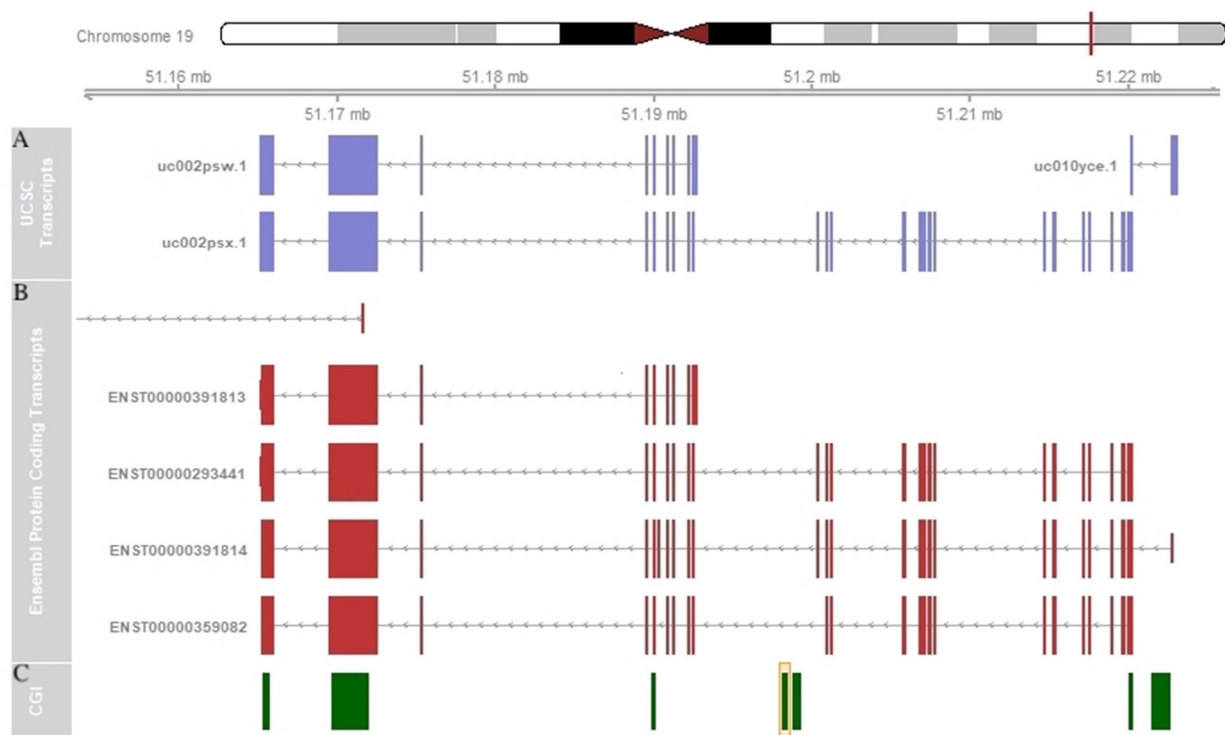 Chromosome 19
51.16 mb
51.18 mb
51.2 mb
51.22 mb
51.17 mb
51.19 mb
51.21 mb
A
UCSC
Transcripts
uc002psw.1
uc010yce.1
uc002psx.1
B
Ensembl Protein Coding Transcripts
ENST00000391813
ENST00000293441
ENST00000391814
ENST00000359082
C
CGI